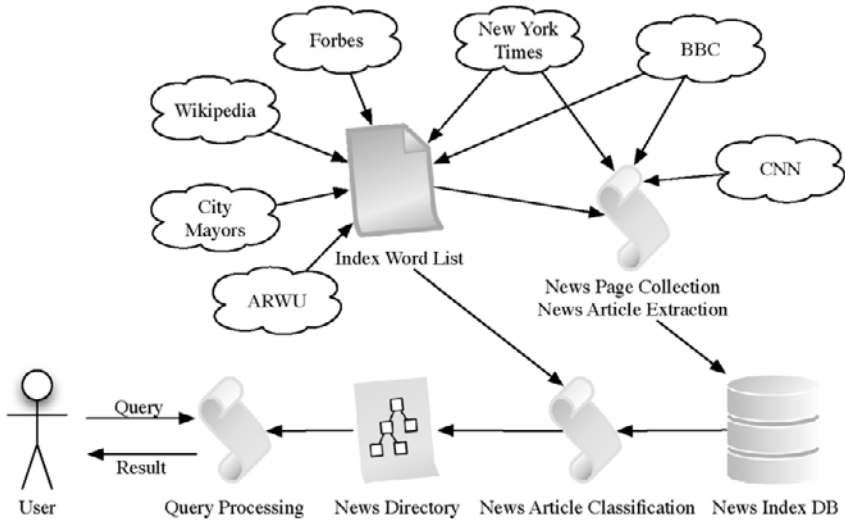 Forbes
New York
Times
BBC
Wikipedia
CNN
City
Mayors
ARWU
Index Word List
News Page Collection
News Article Extraction
Query
Result
User
Query Processing
News Directory
News Article Classification
News Index DB